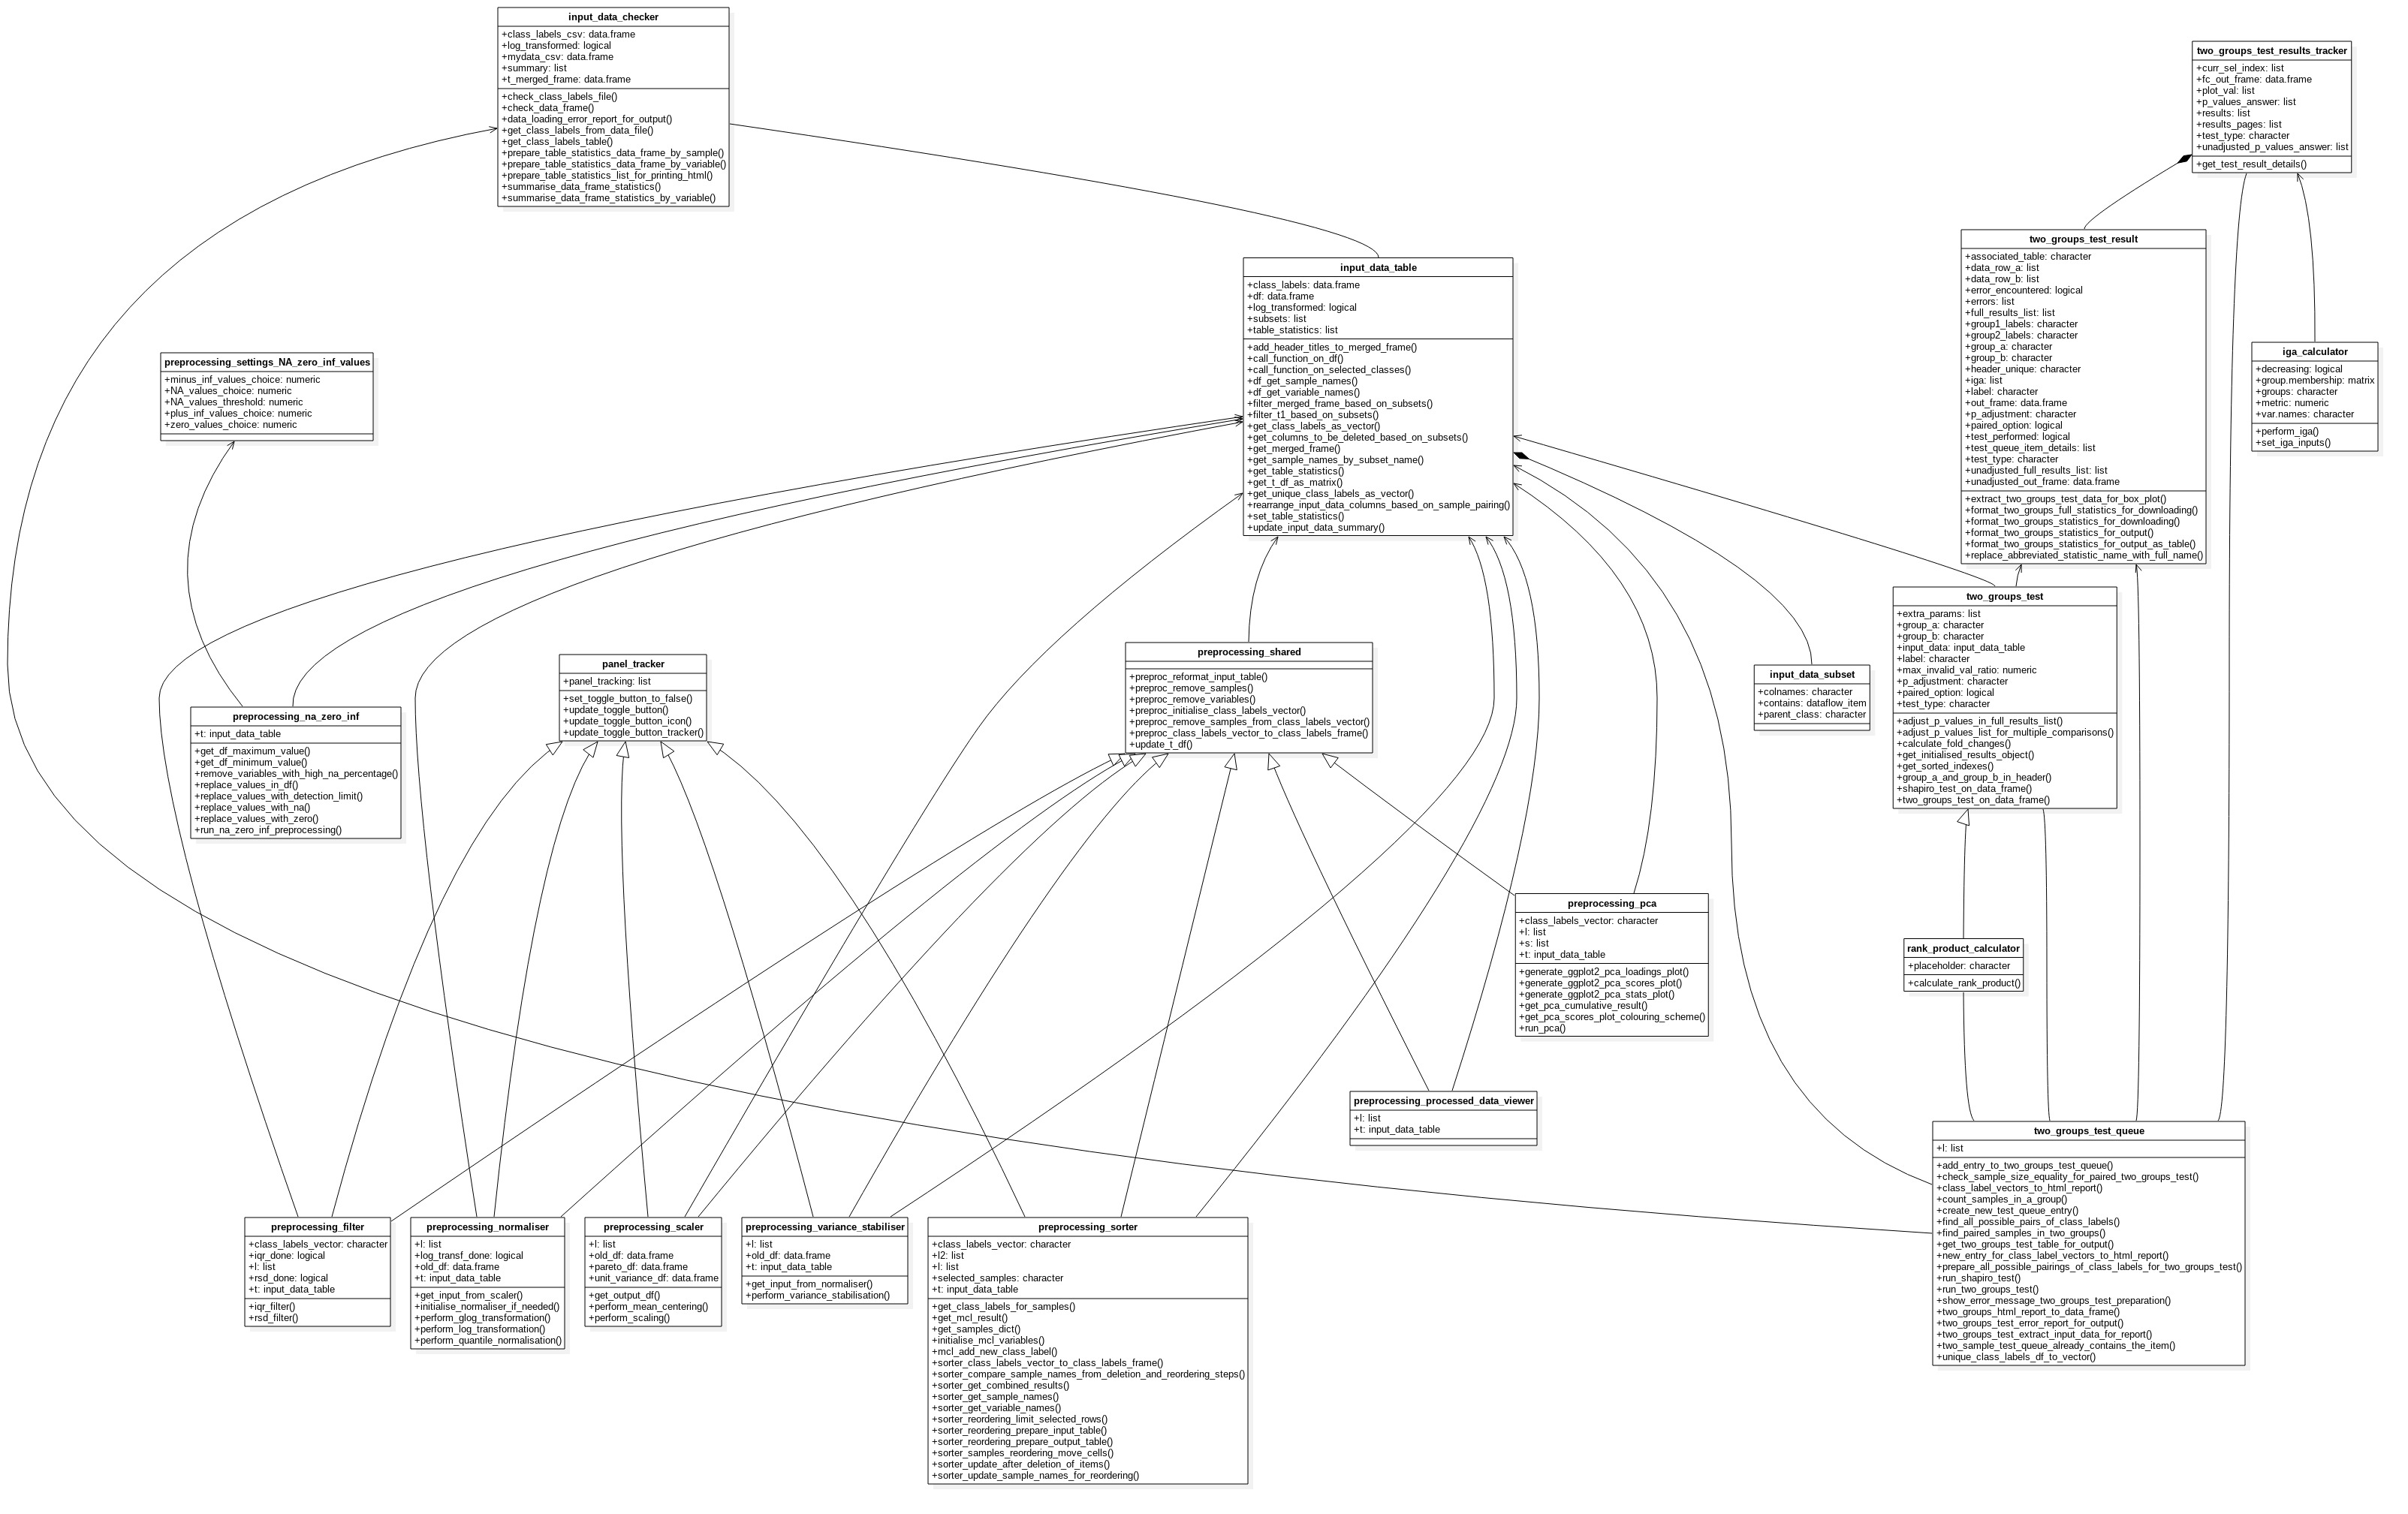 input_data_checker
+class_labels_csv: data.frame
+log_transformed: logical
+mydata_csv: data.frame
+summary: list
+t_merged_frame: data.frame
+check_class_labels_file()
+check_data_frame()
+data_loading_error_report_for_output()
+get_class_labels_from_data_file()
+get_class_labels_table()
+prepare_table_statistics_data_frame_by_sample()
+prepare_table_statistics_data_frame_by_variable()
+prepare_table_statistics_list_for_printing_html()
+summarise_data_frame_statistics()
+summarise_data_frame_statistics_by_variable()
two_groups_test_results_tracker
+curr_sel_index: list
+fc_out_frame: data.frame
+plot_val: list
+p_values_answer: list
+results: list
+results_pages: list
+test_type: character
+unadjusted_p_values_answer: list
+get_test_result_details()
two_groups_test_result
+associated_table: character
+data_row_a: list
+data_row_b: list
+error_encountered: logical
+errors: list
+full_results_list: list
+group1_labels: character
+group2_labels: character
+group_a: character
+group_b: character
+header_unique: character
+iga: list
+label: character
+out_frame: data.frame
+p_adjustment: character
+paired_option: logical
+test_performed: logical
+test_queue_item_details: list
+test_type: character
+unadjusted_full_results_list: list
+unadjusted_out_frame: data.frame
+extract_two_groups_test_data_for_box_plot()
+format_two_groups_full_statistics_for_downloading()
+format_two_groups_statistics_for_downloading()
+format_two_groups_statistics_for_output()
+format_two_groups_statistics_for_output_as_table()
+replace_abbreviated_statistic_name_with_full_name()
input_data_table
+class_labels: data.frame
+df: data.frame
+log_transformed: logical
+subsets: list
+table_statistics: list
+add_header_titles_to_merged_frame()
+call_function_on_df()
+call_function_on_selected_classes()
+df_get_sample_names()
+df_get_variable_names()
+filter_merged_frame_based_on_subsets()
+filter_t1_based_on_subsets()
+get_class_labels_as_vector()
+get_columns_to_be_deleted_based_on_subsets()
+get_merged_frame()
+get_sample_names_by_subset_name()
+get_table_statistics()
+get_t_df_as_matrix()
+get_unique_class_labels_as_vector()
+rearrange_input_data_columns_based_on_sample_pairing()
+set_table_statistics()
+update_input_data_summary()
iga_calculator
+decreasing: logical
+group.membership: matrix
+groups: character
+metric: numeric
+var.names: character
+perform_iga()
+set_iga_inputs()
preprocessing_settings_NA_zero_inf_values
+minus_inf_values_choice: numeric
+NA_values_choice: numeric
+NA_values_threshold: numeric
+plus_inf_values_choice: numeric
+zero_values_choice: numeric
two_groups_test
+extra_params: list
+group_a: character
+group_b: character
+input_data: input_data_table
+label: character
+max_invalid_val_ratio: numeric
+p_adjustment: character
+paired_option: logical
+test_type: character
+adjust_p_values_in_full_results_list()
+adjust_p_values_list_for_multiple_comparisons()
+calculate_fold_changes()
+get_initialised_results_object()
+get_sorted_indexes()
+group_a_and_group_b_in_header()
+shapiro_test_on_data_frame()
+two_groups_test_on_data_frame()
preprocessing_shared
+preproc_reformat_input_table()
+preproc_remove_samples()
+preproc_remove_variables()
+preproc_initialise_class_labels_vector()
+preproc_remove_samples_from_class_labels_vector()
+preproc_class_labels_vector_to_class_labels_frame()
+update_t_df()
panel_tracker
+panel_tracking: list
+set_toggle_button_to_false()
+update_toggle_button()
+update_toggle_button_icon()
+update_toggle_button_tracker()
input_data_subset
+colnames: character
+contains: dataflow_item
+parent_class: character
preprocessing_na_zero_inf
+t: input_data_table
+get_df_maximum_value()
+get_df_minimum_value()
+remove_variables_with_high_na_percentage()
+replace_values_in_df()
+replace_values_with_detection_limit()
+replace_values_with_na()
+replace_values_with_zero()
+run_na_zero_inf_preprocessing()
preprocessing_pca
+class_labels_vector: character
+l: list
+s: list
+t: input_data_table
+generate_ggplot2_pca_loadings_plot()
+generate_ggplot2_pca_scores_plot()
+generate_ggplot2_pca_stats_plot()
+get_pca_cumulative_result()
+get_pca_scores_plot_colouring_scheme()
+run_pca()
rank_product_calculator
+placeholder: character
+calculate_rank_product()
preprocessing_processed_data_viewer
+l: list
+t: input_data_table
two_groups_test_queue
+l: list
+add_entry_to_two_groups_test_queue()
+check_sample_size_equality_for_paired_two_groups_test()
+class_label_vectors_to_html_report()
+count_samples_in_a_group()
+create_new_test_queue_entry()
+find_all_possible_pairs_of_class_labels()
+find_paired_samples_in_two_groups()
+get_two_groups_test_table_for_output()
+new_entry_for_class_label_vectors_to_html_report()
+prepare_all_possible_pairings_of_class_labels_for_two_groups_test()
+run_shapiro_test()
+run_two_groups_test()
+show_error_message_two_groups_test_preparation()
+two_groups_html_report_to_data_frame()
+two_groups_test_error_report_for_output()
+two_groups_test_extract_input_data_for_report()
+two_sample_test_queue_already_contains_the_item()
+unique_class_labels_df_to_vector()
preprocessing_filter
+class_labels_vector: character
+iqr_done: logical
+l: list
+rsd_done: logical
+t: input_data_table
+iqr_filter()
+rsd_filter()
preprocessing_normaliser
+l: list
+log_transf_done: logical
+old_df: data.frame
+t: input_data_table
+get_input_from_scaler()
+initialise_normaliser_if_needed()
+perform_glog_transformation()
+perform_log_transformation()
+perform_quantile_normalisation()
preprocessing_scaler
+l: list
+old_df: data.frame
+pareto_df: data.frame
+unit_variance_df: data.frame
+get_output_df()
+perform_mean_centering()
+perform_scaling()
preprocessing_variance_stabiliser
+l: list
+old_df: data.frame
+t: input_data_table
+get_input_from_normaliser()
+perform_variance_stabilisation()
preprocessing_sorter
+class_labels_vector: character
+l2: list
+l: list
+selected_samples: character
+t: input_data_table
+get_class_labels_for_samples()
+get_mcl_result()
+get_samples_dict()
+initialise_mcl_variables()
+mcl_add_new_class_label()
+sorter_class_labels_vector_to_class_labels_frame()
+sorter_compare_sample_names_from_deletion_and_reordering_steps()
+sorter_get_combined_results()
+sorter_get_sample_names()
+sorter_get_variable_names()
+sorter_reordering_limit_selected_rows()
+sorter_reordering_prepare_input_table()
+sorter_reordering_prepare_output_table()
+sorter_samples_reordering_move_cells()
+sorter_update_after_deletion_of_items()
+sorter_update_sample_names_for_reordering()